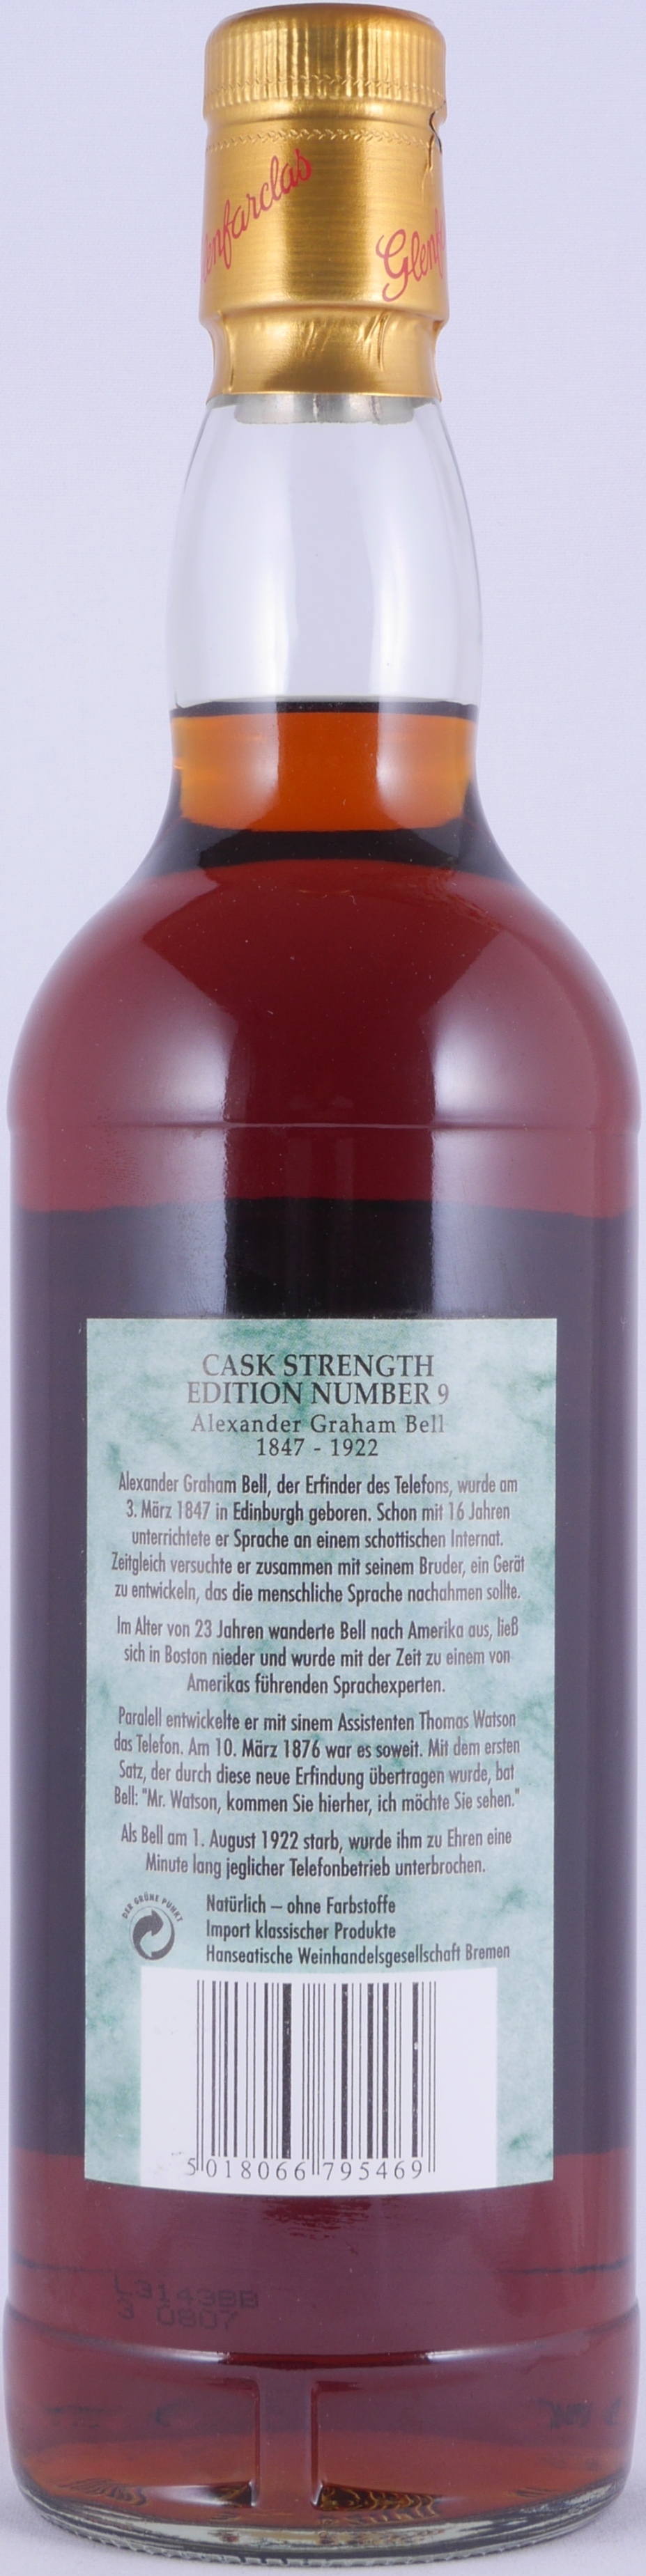 Glenfarclas
CASK STRENGTH
EDITION NUMBER 9
Alexander Graham Bell
1847 - 1922
Alexander Graham Bell, der Erfinder des Telefons, wurde am
3. März 1847 in Edinburgh geboren. Schon mit 16 Jahren
unterrichtete er Sprache an einem schottischen Internat.
Zeitgleich versuchte er zusammen mit seinem Bruder, ein Gerät
zu entwickeln, das die menschliche Sprache nachahmen sollte.
Im Alter von 23 Jahren wanderte Bell nach Amerika aus, ließ
sich in Boston nieder und wurde mit der Zeit zu einem von
Amerikas führenden Sprachexperten.
Paralell entwickelte er mit sinem Assistenten Thomas Watson
das Telefon. Am 10. März 1876 war es soweit. Mit dem ersten
Satz, der durch diese neue Erfindung übertragen wurde, bat
Bell: "Mr. Watson, kommen Sie hierher, ich möchte Sie sehen."
Als Bell am 1. August 1922 starb, wurde ihm zu Ehren eine
Minute lang jeglicher Telefonbetrieb unterbrochen.
DER GRÜNE PUNKT
Natürlich – ohne Farbstoffe
Import klassischer Produkte
Hanseatische Weinhandelsgesellschaft Bremen
5 018066 795469
L3143BB
3 0807